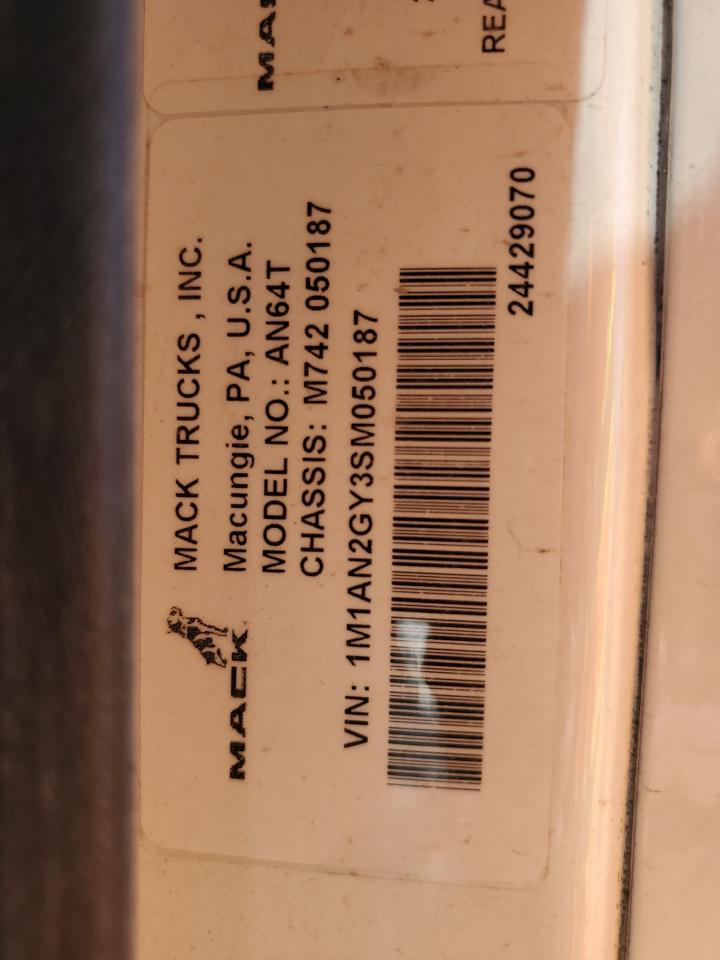 MACK
MACK TRUCKS , INC.
Macungie, PA, U.S.A.
MODEL NO.: AN64T
CHASSIS: M742 050187
VIN: 1M1AN2GY3SM050187
24429070